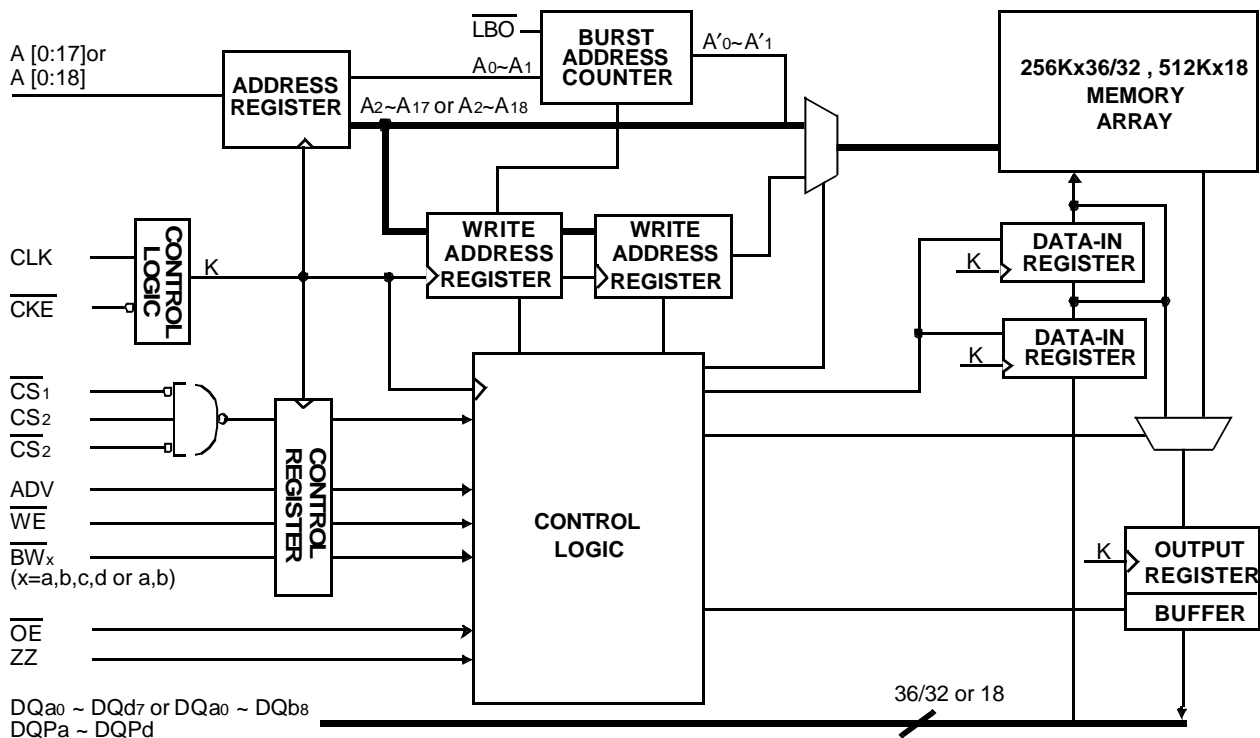 A [0:17]or
A [0:18]
ADDRESS
REGISTER
LBO
A0~A1
BURST
ADDRESS
COUNTER
A′0~A′1
A2~A17 or A2~A18
256Kx36/32 , 512Kx18
MEMORY
ARRAY
WRITE
ADDRESS
REGISTER
WRITE
ADDRESS
REGISTER
CLK
CKE
CONTROL
LOGIC
K
DATA-IN
REGISTER
K
DATA-IN
REGISTER
K
CS1
CS2
CS2
ADV
WE
BWx
(x=a,b,c,d or a,b)
CONTROL
REGISTER
CONTROL
LOGIC
K
OUTPUT
REGISTER
BUFFER
OE
ZZ
DQa0 ~ DQd7 or DQa0 ~ DQb8
DQPa ~ DQPd
36/32 or 18